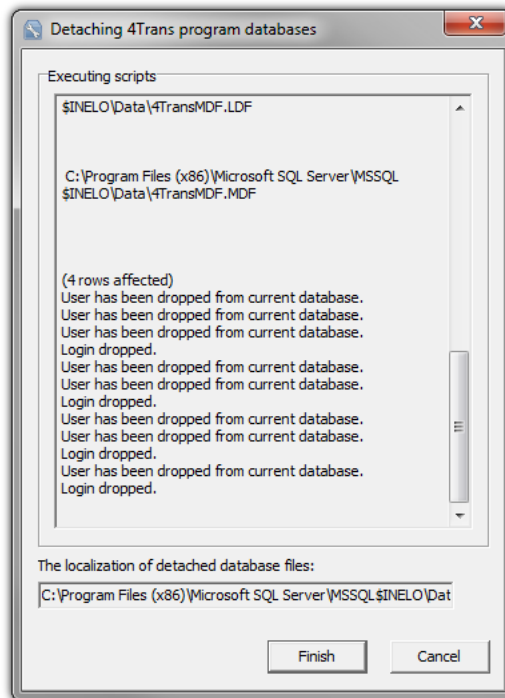 Detaching 4Trans program databases
Executing scripts
$INELO\Data\4TransMDF.LDF
C:\Program Files (x86)\Microsoft SQL Server\MSSQL
$INELO\Data\4TransMDF.MDF
(4 rows affected)
User has been dropped from current database.
User has been dropped from current database.
User has been dropped from current database.
Login dropped.
User has been dropped from current database.
User has been dropped from current database.
Login dropped.
User has been dropped from current database.
User has been dropped from current database.
Login dropped.
User has been dropped from current database.
Login dropped.
The localization of detached database files:
C:\Program Files (x86)\Microsoft SQL Server\MSSQL$INELO\Dat
Finish
Cancel